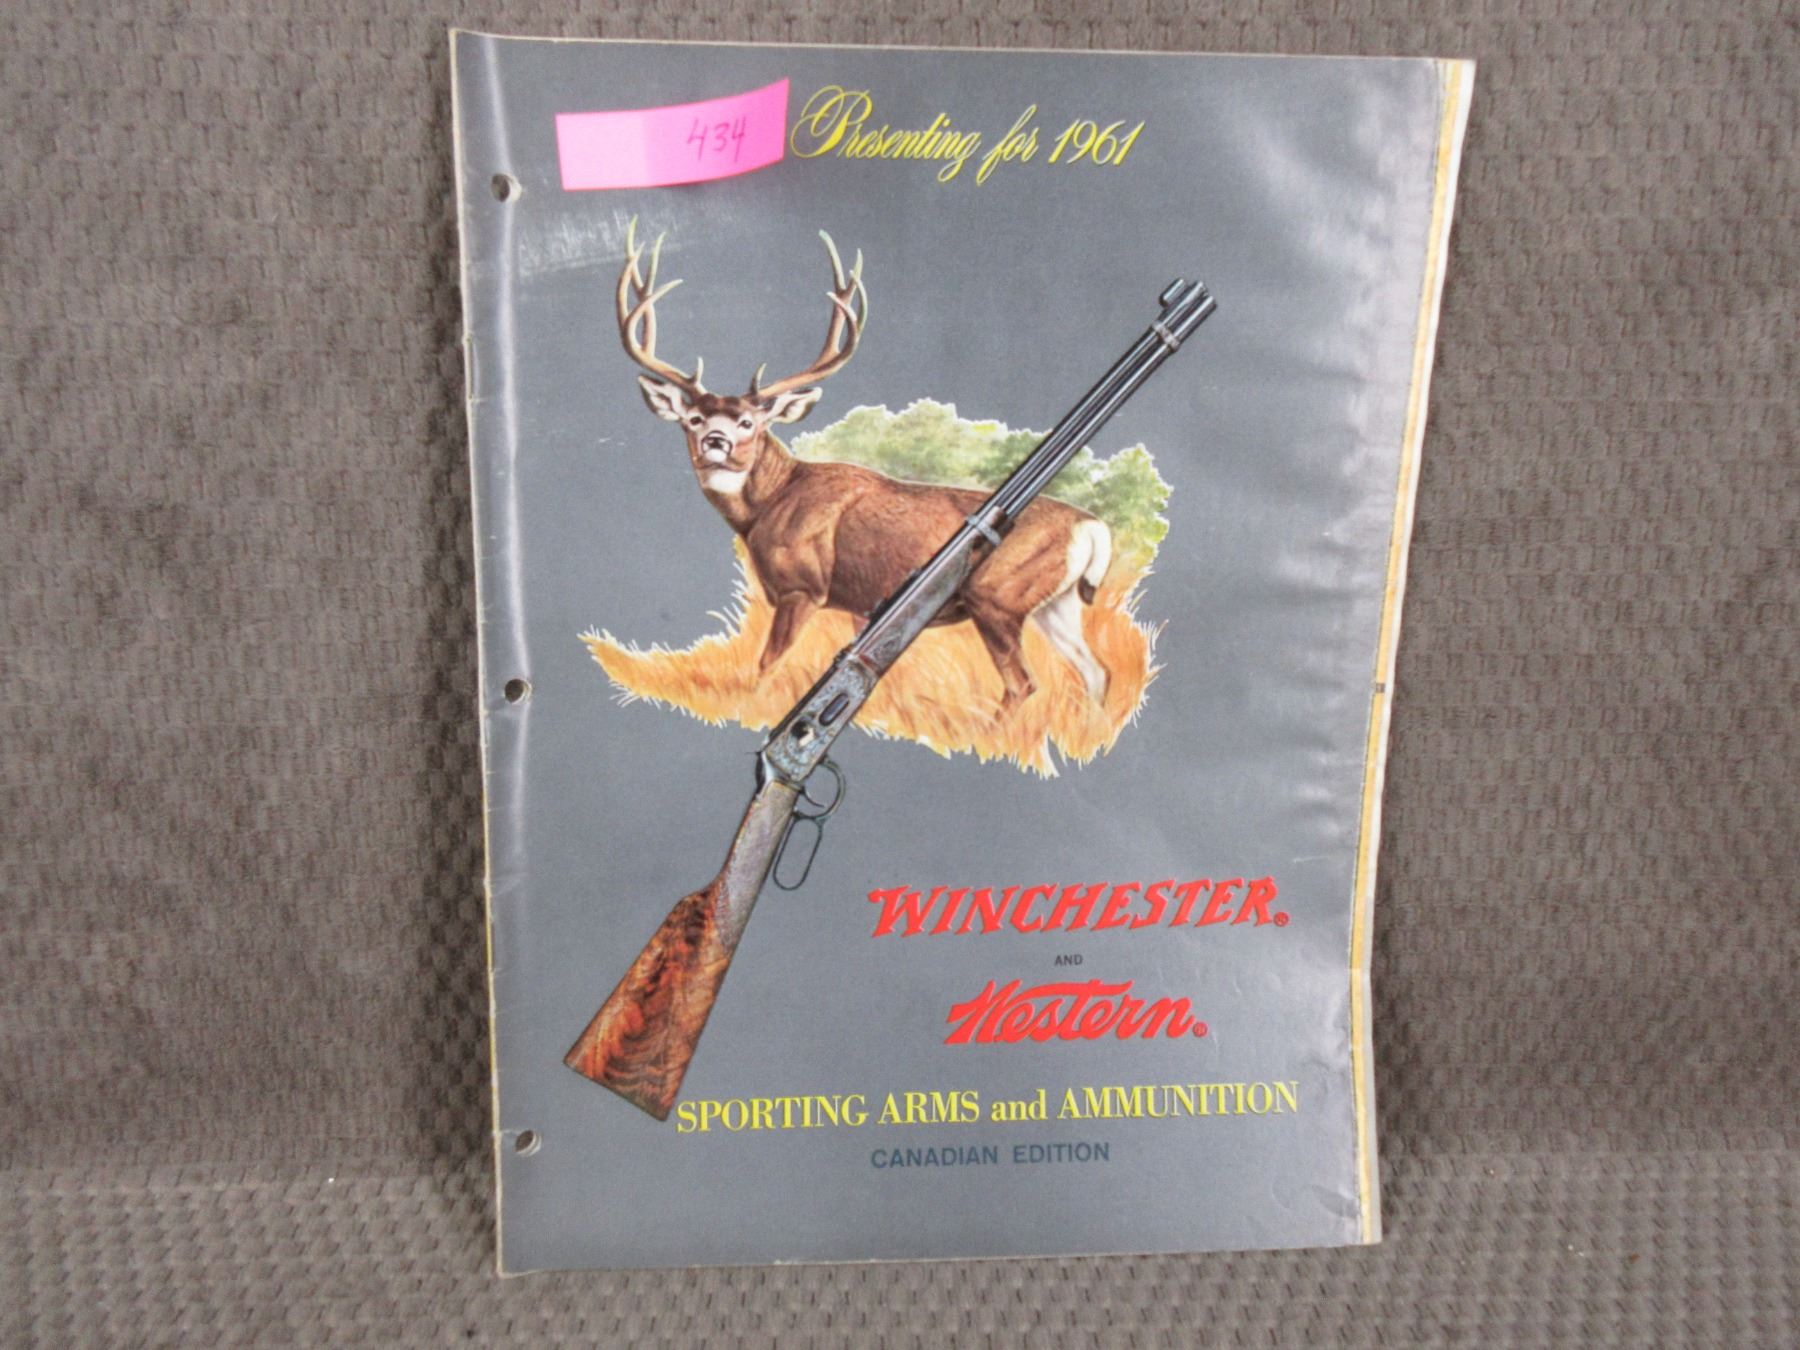 434
Presenting for 1961
WINCHESTER®
AND
Western®
SPORTING ARMS and AMMUNITION
CANADIAN EDITION